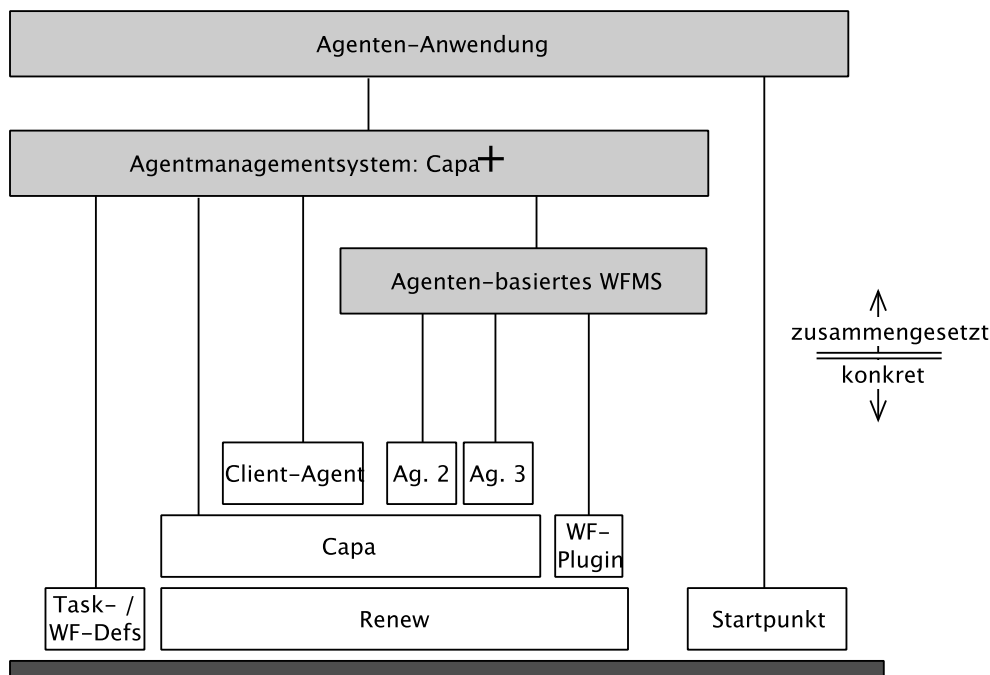 Agenten-Anwendung
Agentmanagementsystem: Capa+
Agenten-basiertes WFMS
zusammengesetzt
konkret
Client-Agent
Ag. 2
Ag. 3
Capa
WF-
Plugin
Task- /
WF-Defs
Renew
Startpunkt